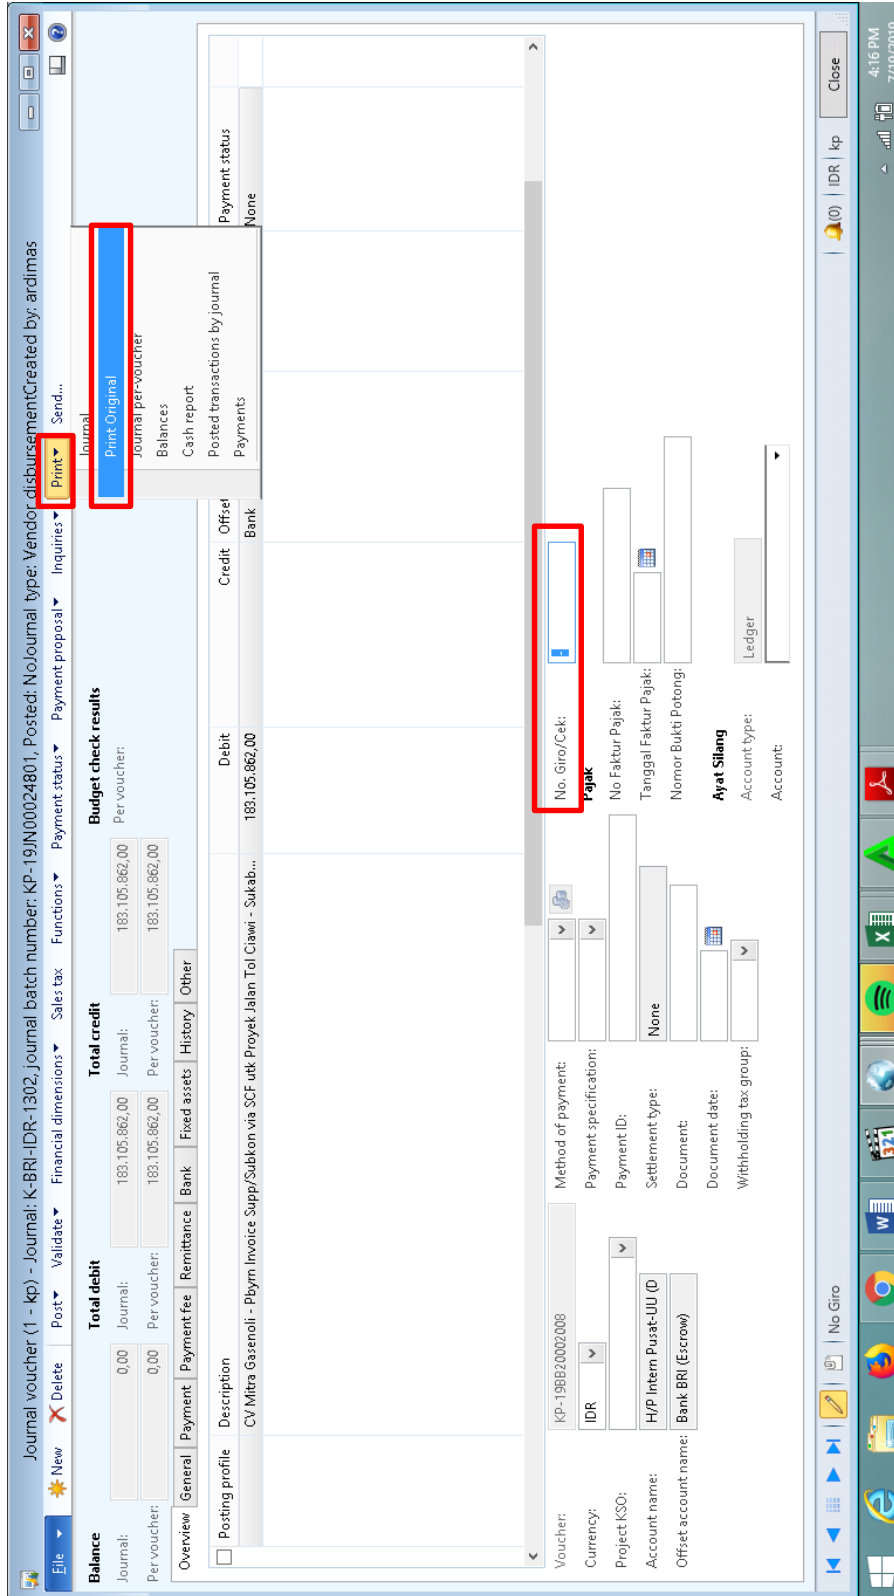 Journal voucher (1 - kp) - Journal: K-BRI-IDR-1302, journal batch number: KP-19JN00024801, Posted: NoJournal type: Vendor disbursementCreated by: ardimas
File New Delete Post Validate Financial dimensions Sales tax Functions Payment status Payment proposal Inquiries Print Send...
Balance Total debit Total credit Budget check results
Journal: 0,00 Journal: 183.105.862,00 Journal: 183.105.862,00 Per voucher:
Per voucher: 0,00 Per voucher: 183.105.862,00 Per voucher: 183.105.862,00
Journal
Print Original
Journal per-voucher
Balances
Cash report
Posted transactions by journal
Payments
Overview General Payment Payment fee Remittance Bank Fixed assets History Other
Posting profile Description Debit Credit Offset Payment status
CV Mitra Gasenoli - Pbyrn Invoice Supp/Subkon via SCF utk Proyek Jalan Tol Ciawi - Sukab... 183.105.862,00 Bank None
Voucher: KP-19BB20002008
Currency: IDR
Project KSO:
Account name: H/P Intern Pusat-UU (D
Offset account name: Bank BRI (Escrow)
Method of payment:
Payment specification:
Payment ID:
Settlement type: None
Document:
Document date:
Withholding tax group:
No. Giro/Cek: -
Pajak
No Faktur Pajak:
Tanggal Faktur Pajak:
Nomor Bukti Potong:
Ayat Silang
Account type: Ledger
Account:
No Giro (0) IDR kp Close
321
4:16 PM
7/19/2019